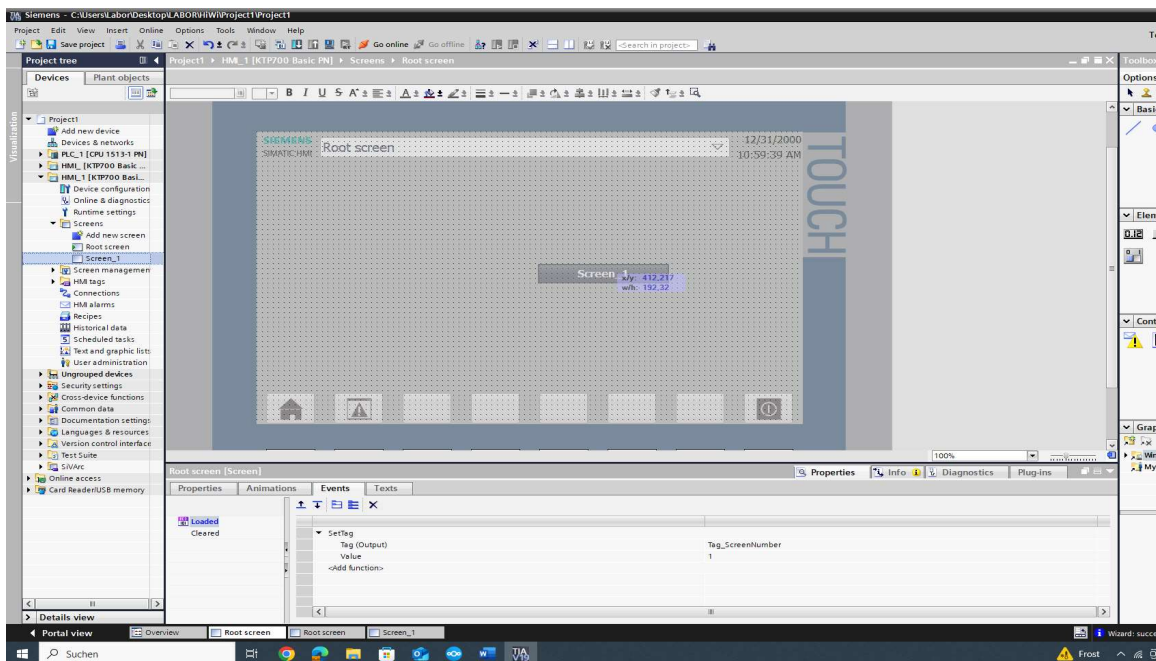 Siemens - C:\Users\Labor\Desktop\LABOR\HiWi\Project1\Project1
Project Edit View Insert Online Options Tools Window Help
Save project Go online Go offline <Search in project>
Project tree
Project1 HMI_1 [KTP700 Basic PN] Screens Root screen
Toolbox
Devices Plant objects
Options
B I U S A
Visualization
Basi
Project1
Add new device
Devices & networks
PLC_1 [CPU 1513-1 PN]
HMI_ [KTP700 Basic ...
HMI_1 [KTP700 Basi...
Device configuration
Online & diagnostics
Runtime settings
Screens
Add new screen
Root screen
Screen_1
Screen management
HMI tags
Connections
HMI alarms
Recipes
Historical data
Scheduled tasks
Text and graphic lists
User administration
Ungrouped devices
Security settings
Cross-device functions
Common data
Documentation settings
Languages & resources
Version control interface
Test Suite
SiVArc
Online access
Card Reader/USB memory
SIEMENS
SIMATIC HMI
Root screen
12/31/2000
10:59:39 AM
TOUCH
Screen_1
x/y: 412,217
w/h: 192,32
Elem
Cont
Grap
Win
My
100%
Root screen [Screen]
Properties Info Diagnostics Plug-ins
Properties Animations Events Texts
Loaded
Cleared
SetTag
Tag (Output) Tag_ScreenNumber
Value 1
<Add function>
Details view
Portal view Overview Root screen Root screen Screen_1
Wizard: succe
Suchen
TIA V19
Frost